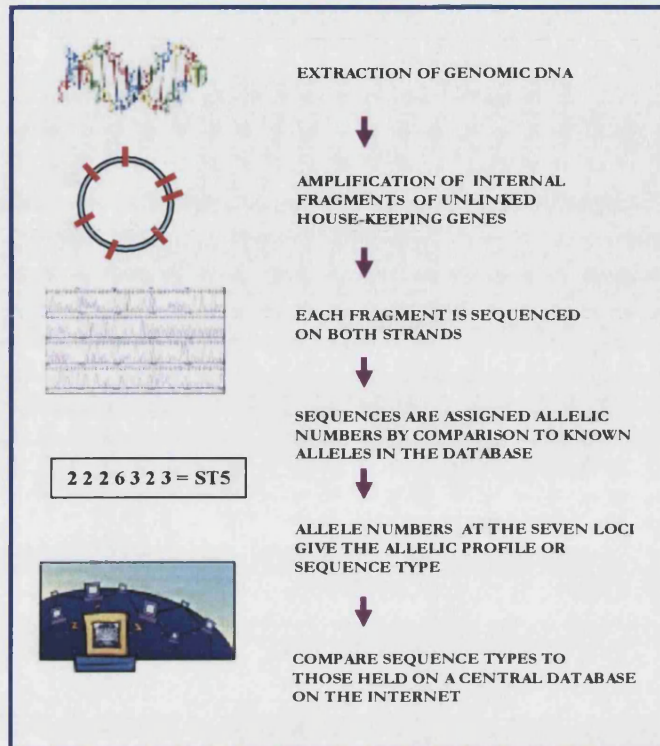 EXTRACTION OF GENOMIC DNA
AMPLIFICATION OF INTERNAL
FRAGMENTS OF UNLINKED
HOUSE-KEEPING GENES
EACH FRAGMENT IS SEQUENCED
ON BOTH STRANDS
SEQUENCES ARE ASSIGNED ALLELIC
NUMBERS BY COMPARISON TO KNOWN
ALLELES IN THE DATABASE
2 2 2 6 3 2 3 = ST5
ALLELE NUMBERS AT THE SEVEN LOCI
GIVE THE ALLELIC PROFILE OR
SEQUENCE TYPE
COMPARE SEQUENCE TYPES TO
THOSE HELD ON A CENTRAL DATABASE
ON THE INTERNET